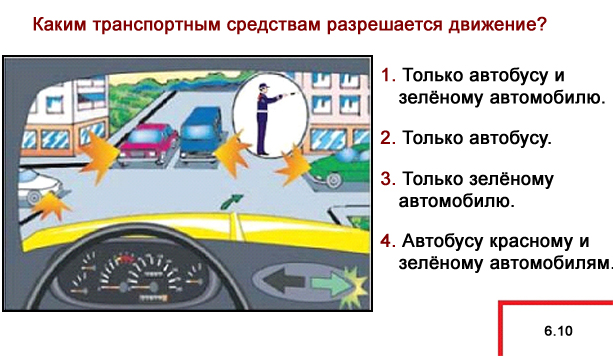 Каким транспортным средствам разрешается движение?
1. Только автобусу и
зелёному автомобилю.
2. Только автобусу.
3. Только зелёному
автомобилю.
4. Автобусу красному и
зелёному автомобилям.
6.10